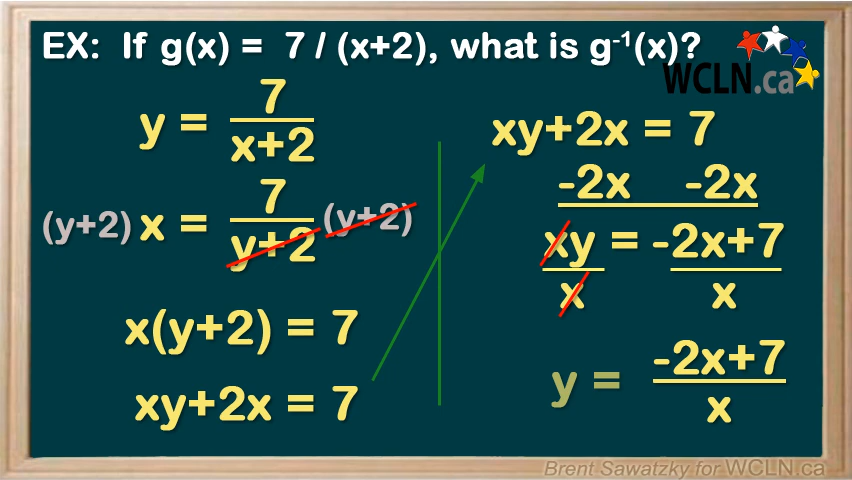 EX: If g(x) = 7 / (x+2), what is g⁻¹(x)?
WCLN.ca
y = 7
x+2
(y+2) x = 7 (y+2)
y+2
x(y+2) = 7
xy+2x = 7
xy+2x = 7
-2x -2x
xy = -2x+7
x x
y = -2x+7
x
Brent Sawatzky for WCLN.ca